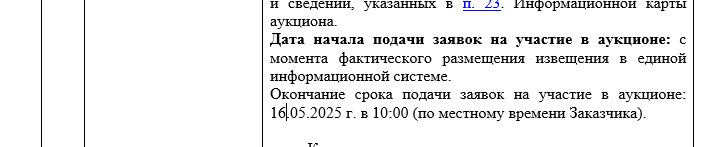 и сведений, указанных в п. 23. Информационной карты
аукциона.
Дата начала подачи заявок на участие в аукционе: с
момента фактического размещения извещения в единой
информационной системе.
Окончание срока подачи заявок на участие в аукционе:
16.05.2025 г. в 10:00 (по местному времени Заказчика).